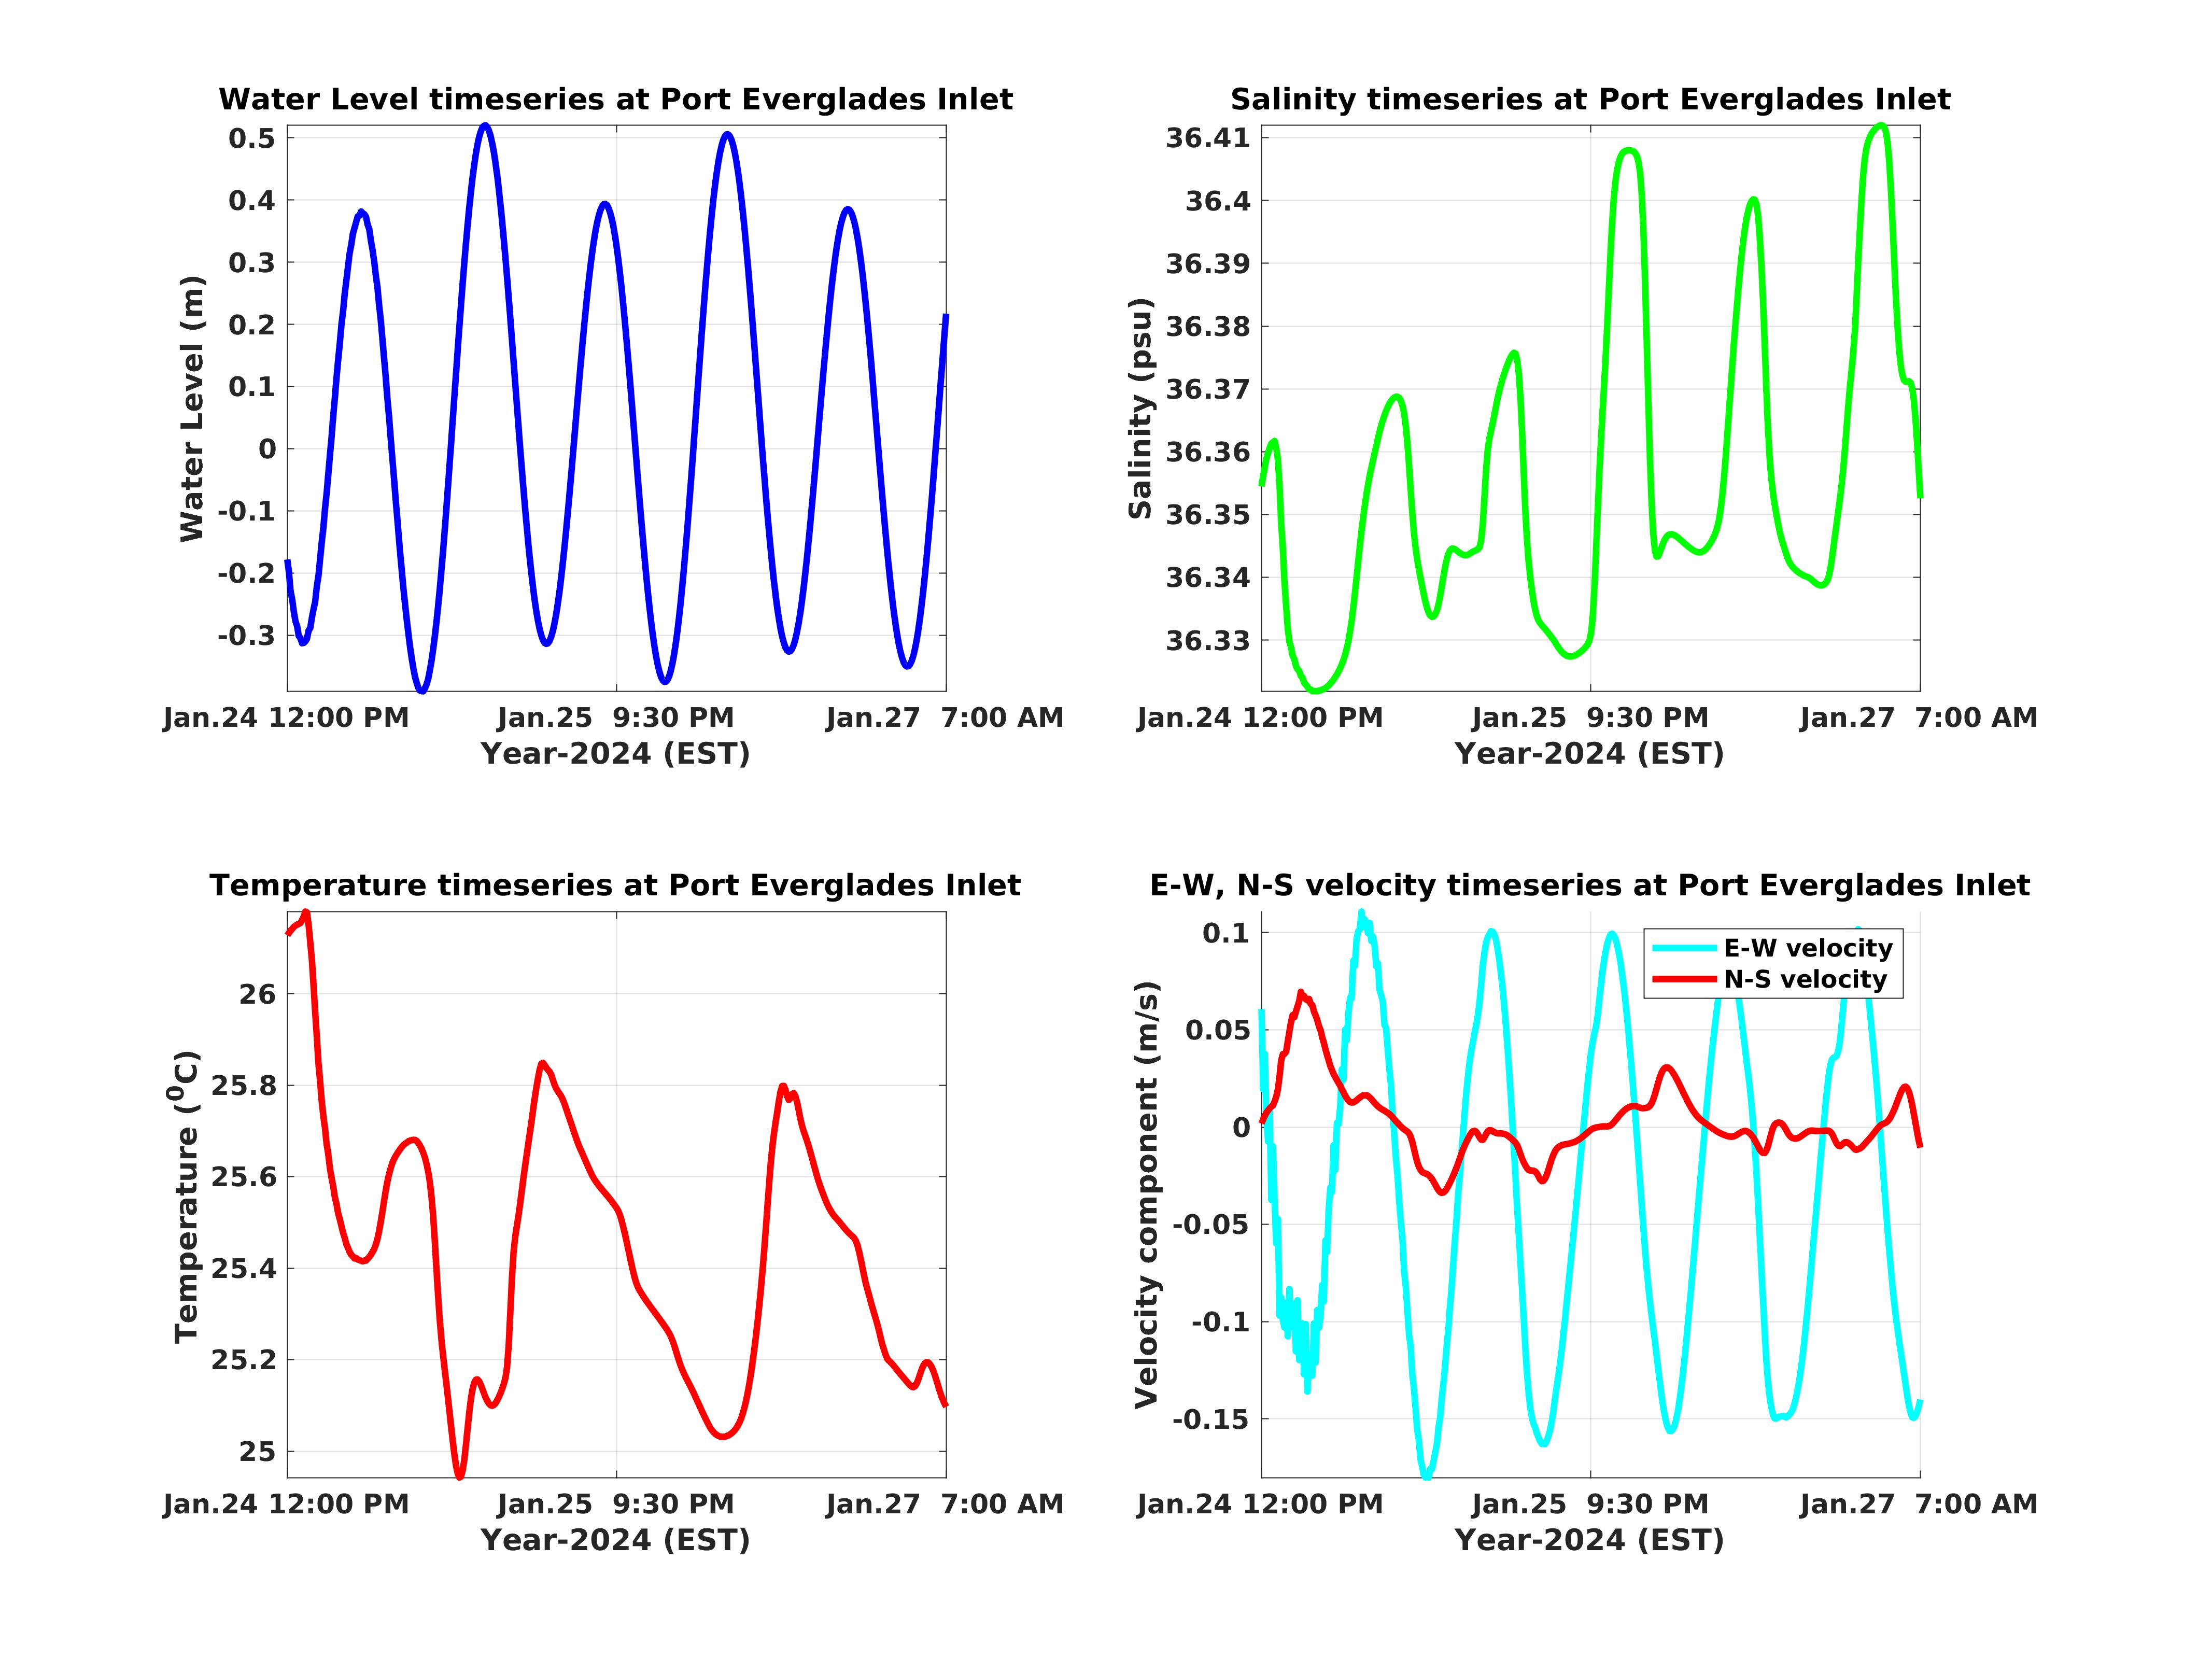 Water Level timeseries at Port Everglades Inlet
0.5
0.4
0.3
0.2
0.1
0
-0.1
-0.2
-0.3
Water Level (m)
Jan.24 12:00 PM
Jan.25  9:30 PM
Jan.27  7:00 AM
Year-2024 (EST)
Salinity timeseries at Port Everglades Inlet
36.41
36.4
36.39
36.38
36.37
36.36
36.35
36.34
36.33
Salinity (psu)
Jan.24 12:00 PM
Jan.25  9:30 PM
Jan.27  7:00 AM
Year-2024 (EST)
Temperature timeseries at Port Everglades Inlet
26
25.8
25.6
25.4
25.2
25
Temperature (⁰C)
Jan.24 12:00 PM
Jan.25  9:30 PM
Jan.27  7:00 AM
Year-2024 (EST)
E-W, N-S velocity timeseries at Port Everglades Inlet
0.1
0.05
0
-0.05
-0.1
-0.15
Velocity component (m/s)
E-W velocity
N-S velocity
Jan.24 12:00 PM
Jan.25  9:30 PM
Jan.27  7:00 AM
Year-2024 (EST)